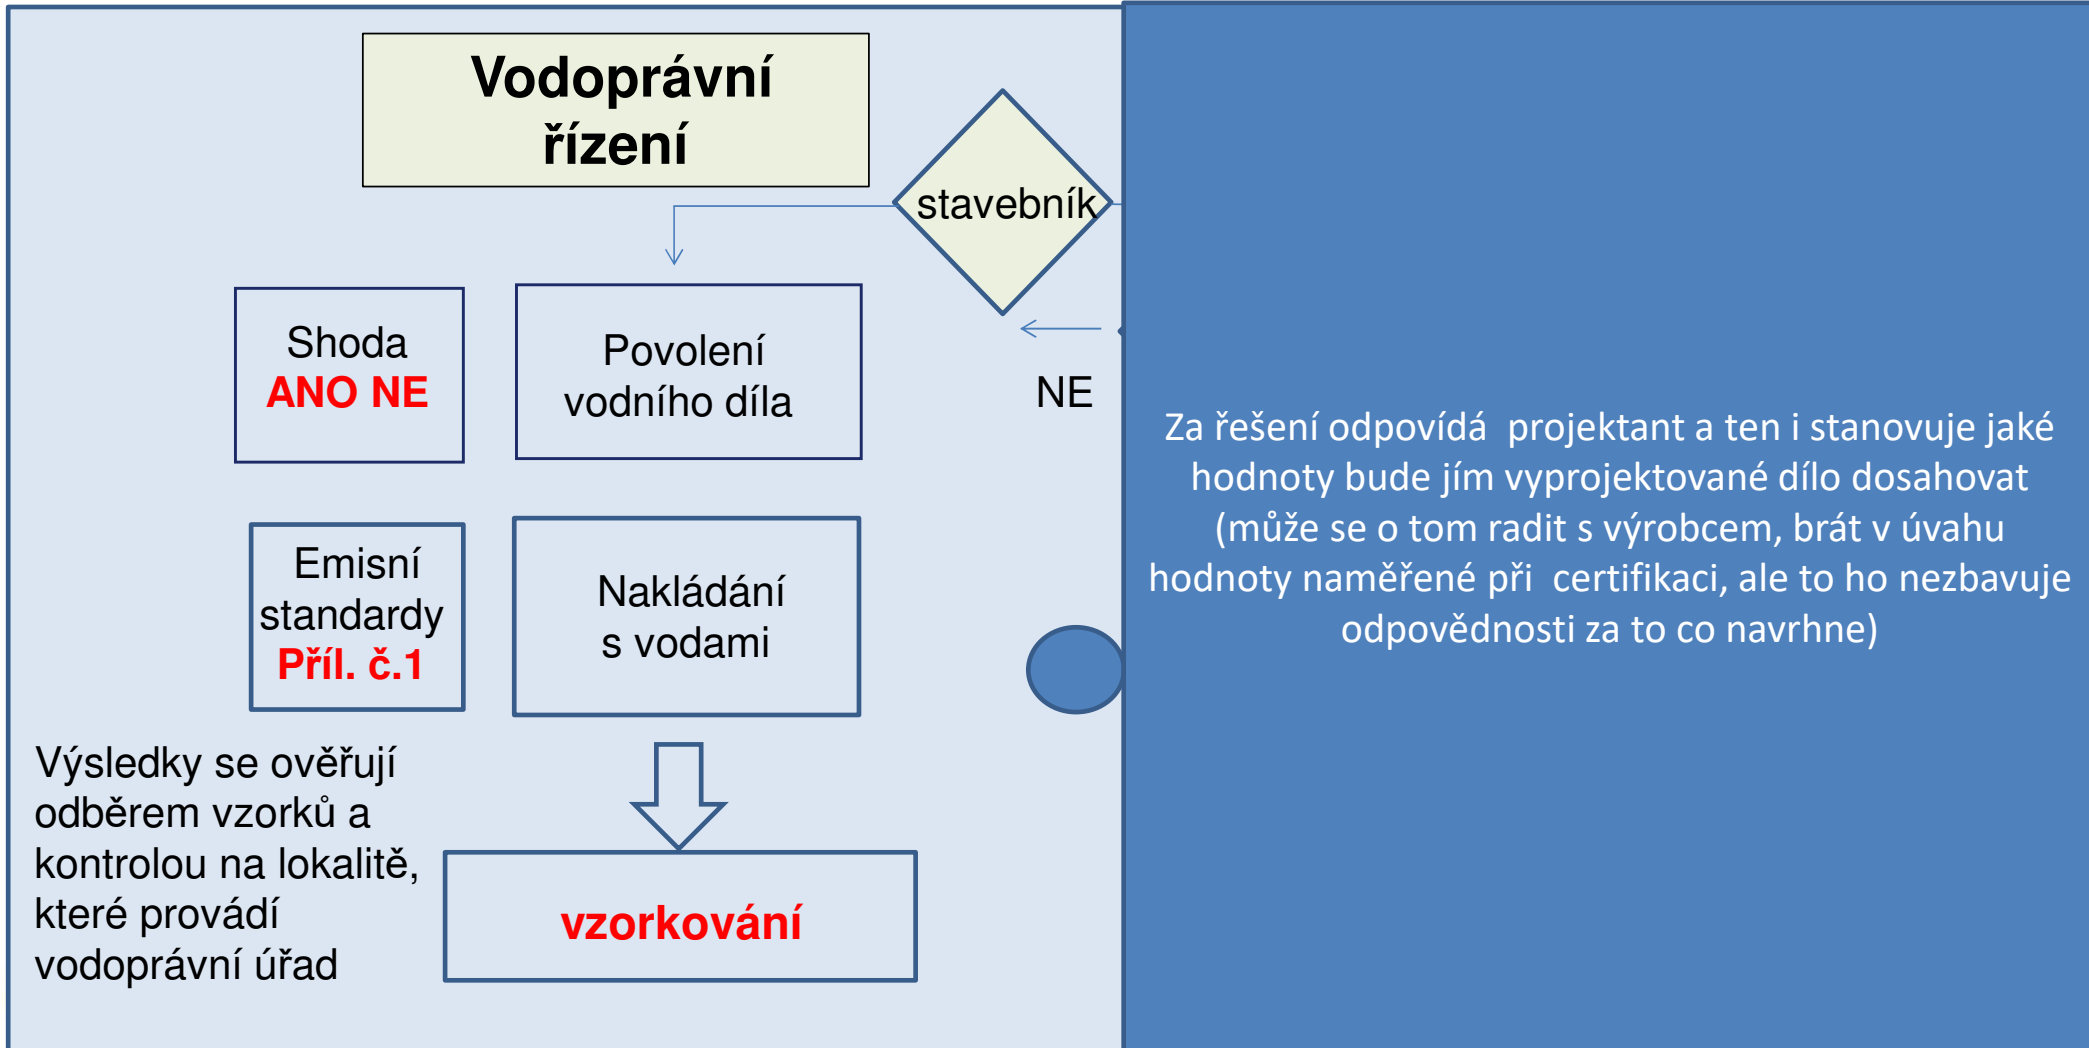 Vodoprávní
řízení
stavebník
Shoda
ANO NE
Povolení
vodního díla
NE
Emisní
standardy
Příl. č.1
Nakládání
s vodami
Výsledky se ověřují
odběrem vzorků a
kontrolou na lokalitě,
které provádí
vodoprávní úřad
vzorkování
Za řešení odpovídá  projektant a ten i stanovuje jaké
hodnoty bude jím vyprojektované dílo dosahovat
(může se o tom radit s výrobcem, brát v úvahu
hodnoty naměřené při  certifikaci, ale to ho nezbavuje
odpovědnosti za to co navrhne)